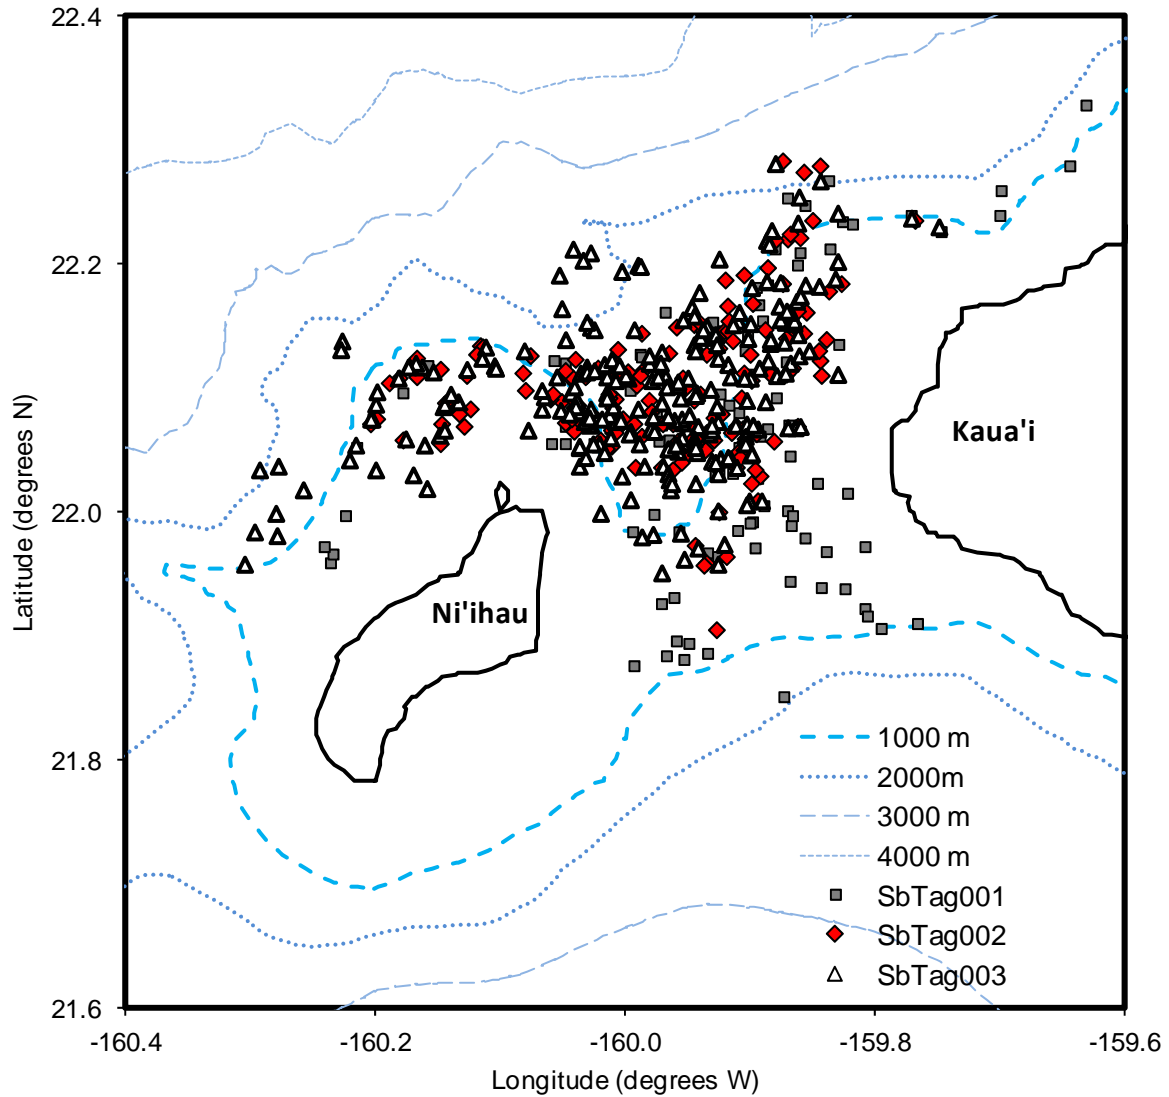 22.4
22.2
22.0
21.8
21.6
Latitude (degrees N)
Kaua'i
Ni'ihau
1000 m
2000m
3000 m
4000 m
SbTag001
SbTag002
SbTag003
-160.4 -160.2 -160.0 -159.8 -159.6
Longitude (degrees W)